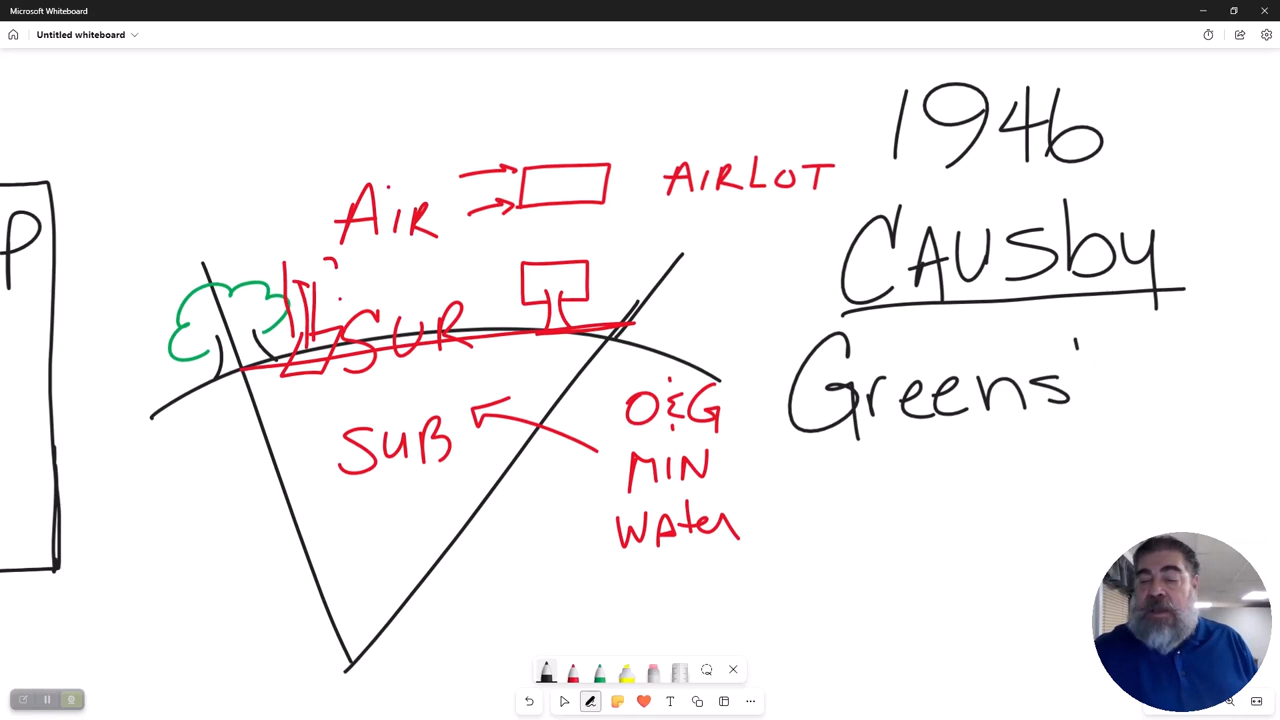 Microsoft Whiteboard
Untitled whiteboard
P
AiR
AIRLOT
SUR
SUB
O&G
MIN
WAter
1946
CAUSby
Greens
T